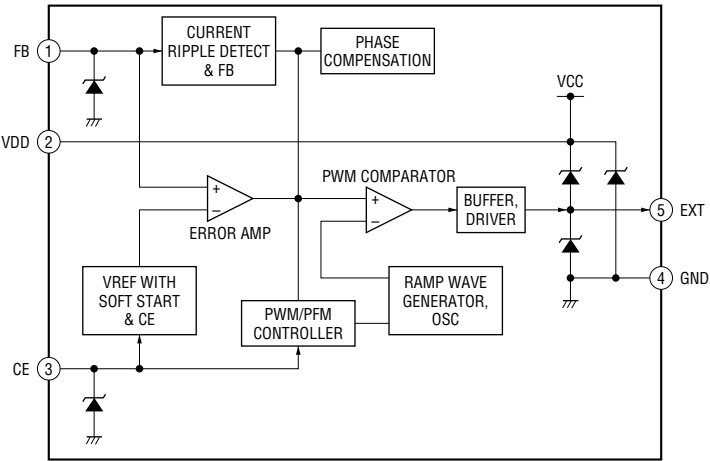 CURRENT
RIPPLE DETECT
& FB
PHASE
COMPENSATION
FB 1
VCC
VDD 2
PWM COMPARATOR
+
−
ERROR AMP
+
−
BUFFER,
DRIVER
5 EXT
4 GND
VREF WITH
SOFT START
& CE
RAMP WAVE
GENERATOR,
OSC
PWM/PFM
CONTROLLER
CE 3